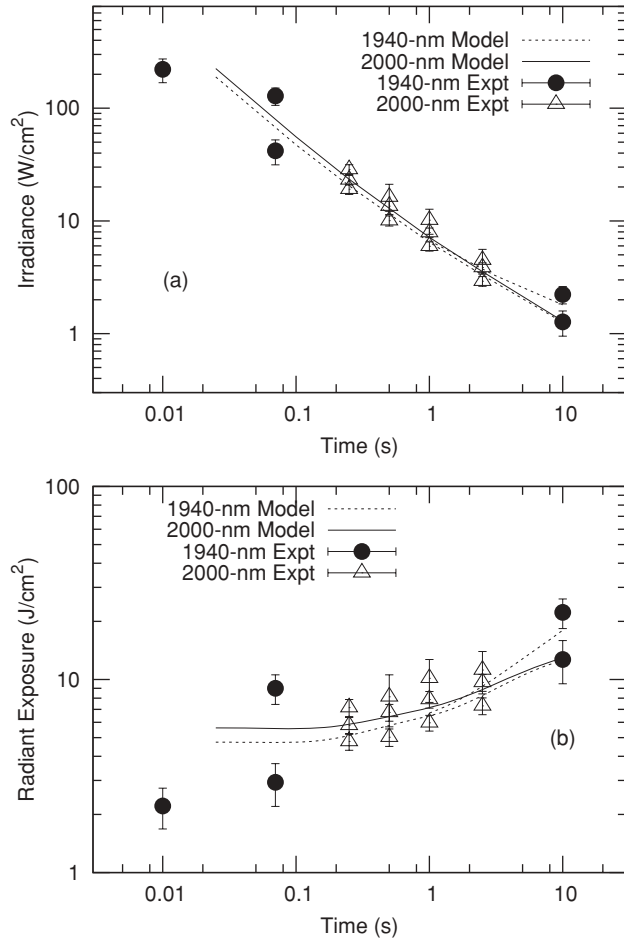 100
10
1
Irradiance (W/cm²)
1940-nm Model
2000-nm Model
1940-nm Expt
2000-nm Expt
(a)
0.01 0.1 1 10
Time (s)
100
10
1
Radiant Exposure (J/cm²)
1940-nm Model
2000-nm Model
1940-nm Expt
2000-nm Expt
(b)
0.01 0.1 1 10
Time (s)